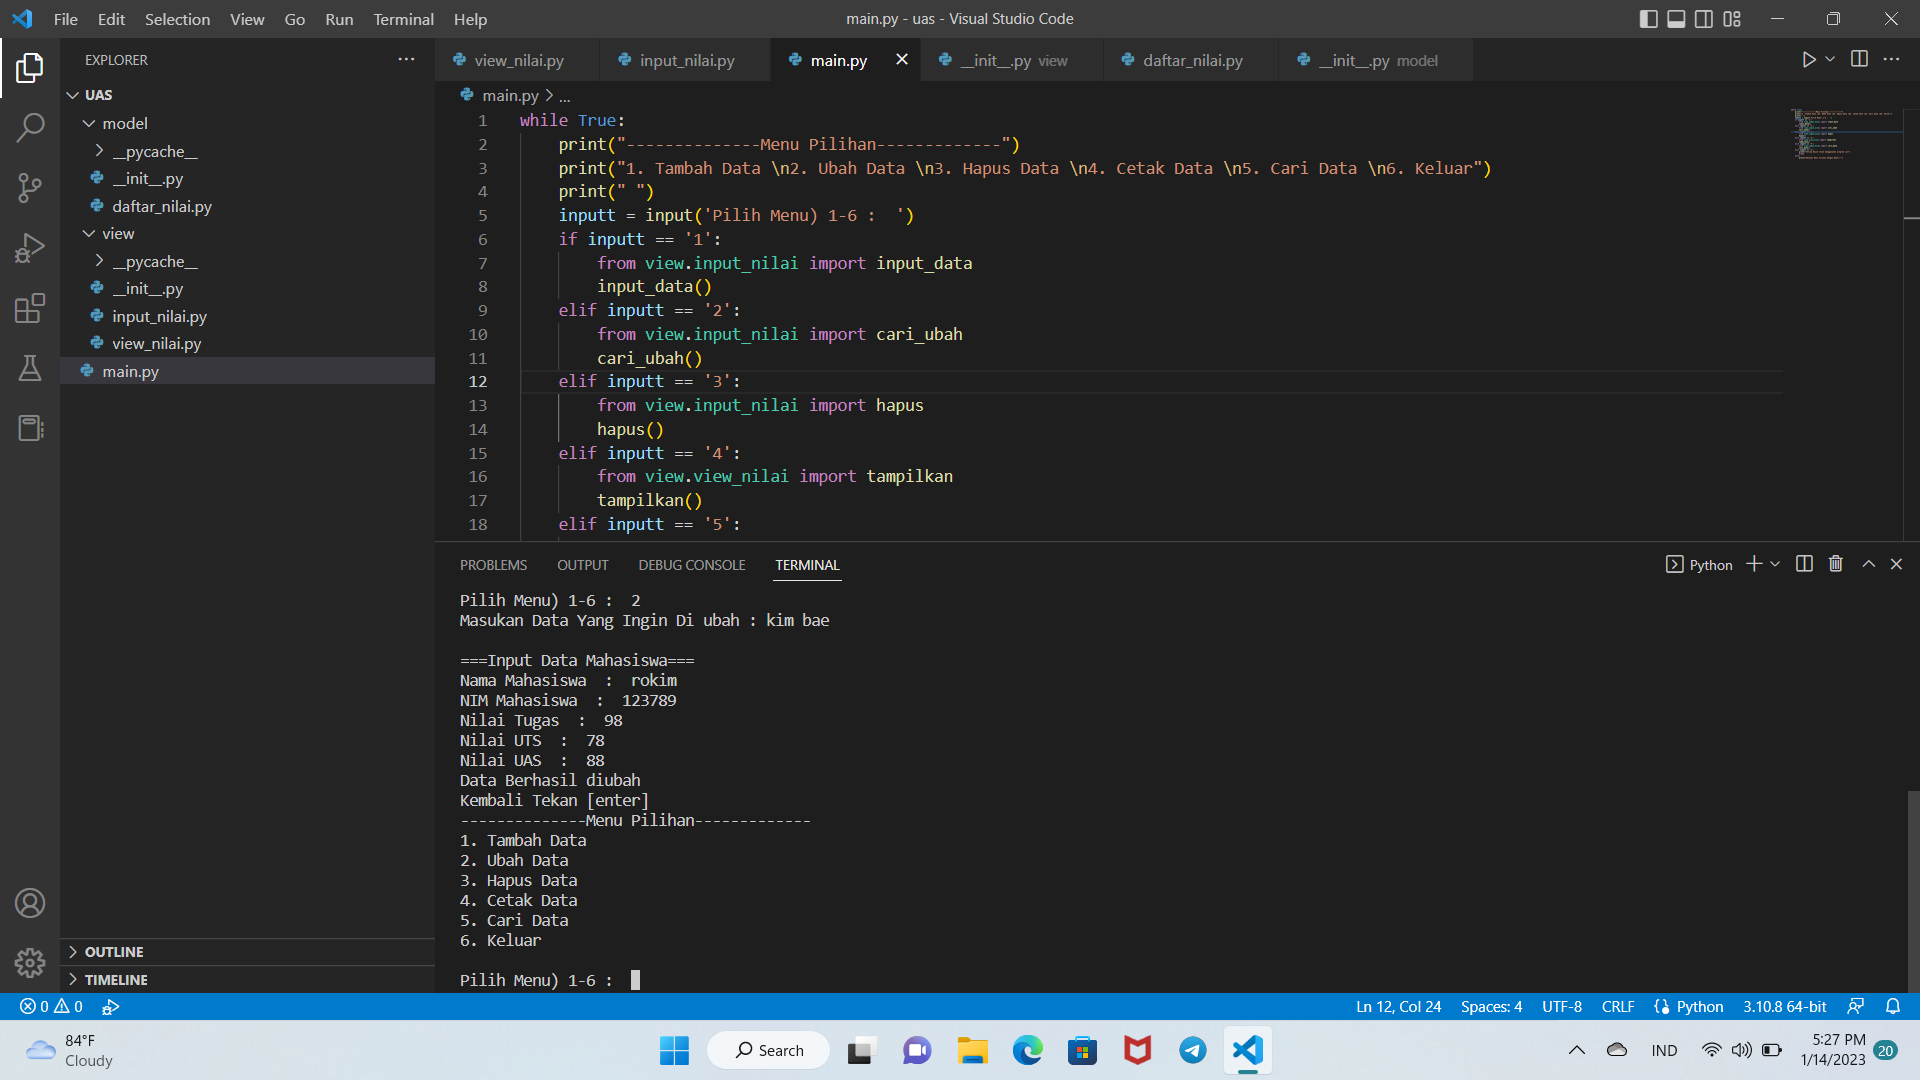 File Edit Selection View Go Run Terminal Help
main.py - uas - Visual Studio Code
EXPLORER
UAS
model
__pycache__
__init__.py
daftar_nilai.py
view
__pycache__
__init__.py
input_nilai.py
view_nilai.py
main.py
OUTLINE
TIMELINE
view_nilai.py input_nilai.py main.py __init__.py view daftar_nilai.py __init__.py model
main.py > ...
1 while True:
2 print("--------------Menu Pilihan-------------")
3 print("1. Tambah Data \n2. Ubah Data \n3. Hapus Data \n4. Cetak Data \n5. Cari Data \n6. Keluar")
4 print(" ")
5 inputt = input('Pilih Menu) 1-6 :  ')
6 if inputt == '1':
7 from view.input_nilai import input_data
8 input_data()
9 elif inputt == '2':
10 from view.input_nilai import cari_ubah
11 cari_ubah()
12 elif inputt == '3':
13 from view.input_nilai import hapus
14 hapus()
15 elif inputt == '4':
16 from view.view_nilai import tampilkan
17 tampilkan()
18 elif inputt == '5':
PROBLEMS OUTPUT DEBUG CONSOLE TERMINAL
Python
Pilih Menu) 1-6 :  2
Masukan Data Yang Ingin Di ubah : kim bae
===Input Data Mahasiswa===
Nama Mahasiswa  :  rokim
NIM Mahasiswa  :  123789
Nilai Tugas  :  98
Nilai UTS  :  78
Nilai UAS  :  88
Data Berhasil diubah
Kembali Tekan [enter]
--------------Menu Pilihan-------------
1. Tambah Data
2. Ubah Data
3. Hapus Data
4. Cetak Data
5. Cari Data
6. Keluar
Pilih Menu) 1-6 :
0 0
Ln 12, Col 24 Spaces: 4 UTF-8 CRLF Python 3.10.8 64-bit
84°F
Cloudy
Search
IND
5:27 PM
1/14/2023
20